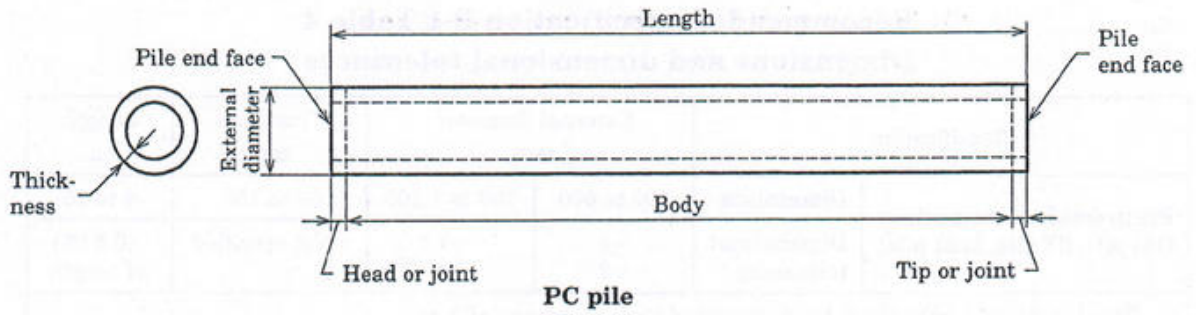 Length
Pile end face
Pile
end face
External
diameter
Thick-
ness
Body
Head or joint
Tip or joint
PC pile